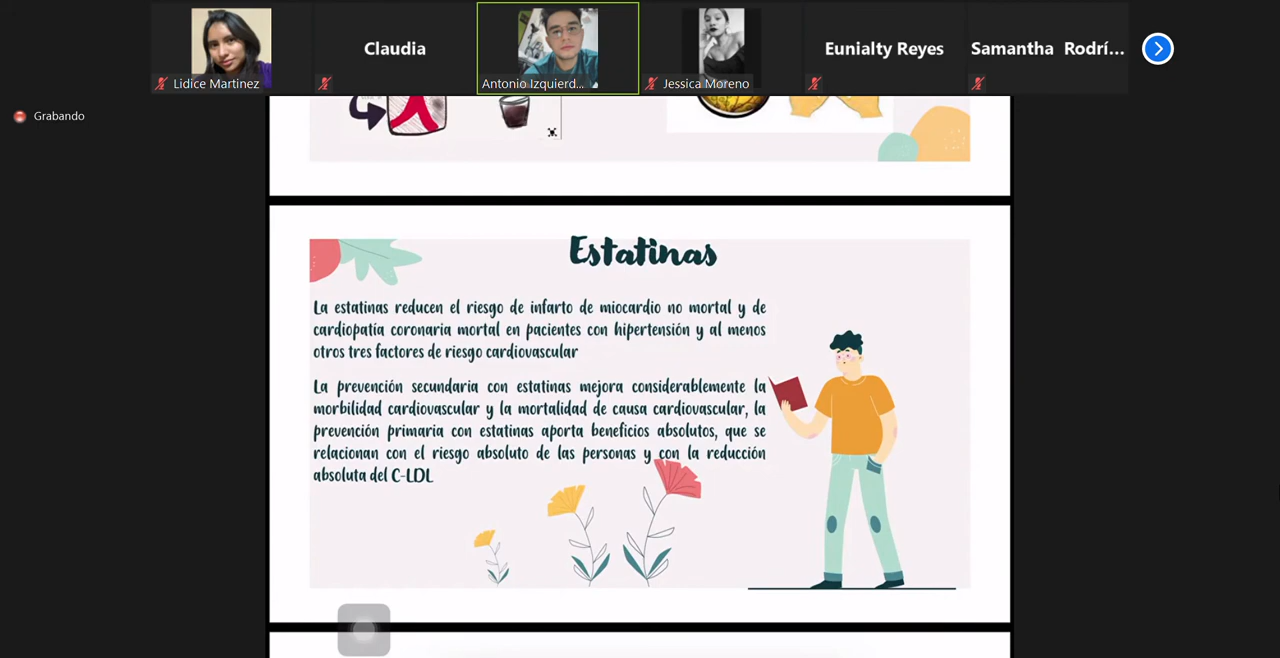 Lidice Martinez
Claudia
Antonio Izquierd...
Jessica Moreno
Eunialty Reyes
Samantha Rodrí...
Grabando
Estatinas
La estatinas reducen el riesgo de infarto de miocardio no mortal y de
cardiopatía coronaria mortal en pacientes con hipertensión y al menos
otros tres factores de riesgo cardiovascular
La prevención secundaria con estatinas mejora considerablemente la
morbilidad cardiovascular y la mortalidad de causa cardiovascular, la
prevención primaria con estatinas aporta beneficios absolutos, que se
relacionan con el riesgo absoluto de las personas y con la reducción
absoluta del C-LDL